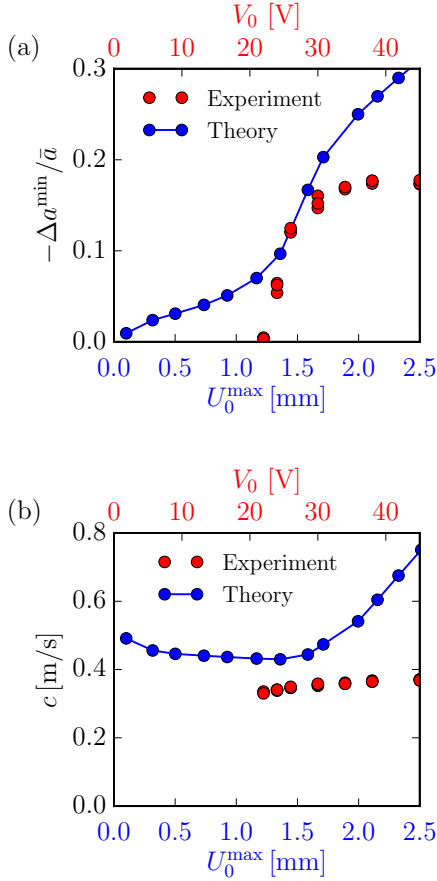 V₀ [V]
(a)
0 10 20 30 40
0.3
0.2
0.1
0.0
−Δa^min/ā
Experiment
Theory
0.0 0.5 1.0 1.5 2.0 2.5
U₀^max [mm]
V₀ [V]
(b)
0 10 20 30 40
0.8
0.6
0.4
0.2
0.0
c [m/s]
Experiment
Theory
0.0 0.5 1.0 1.5 2.0 2.5
U₀^max [mm]